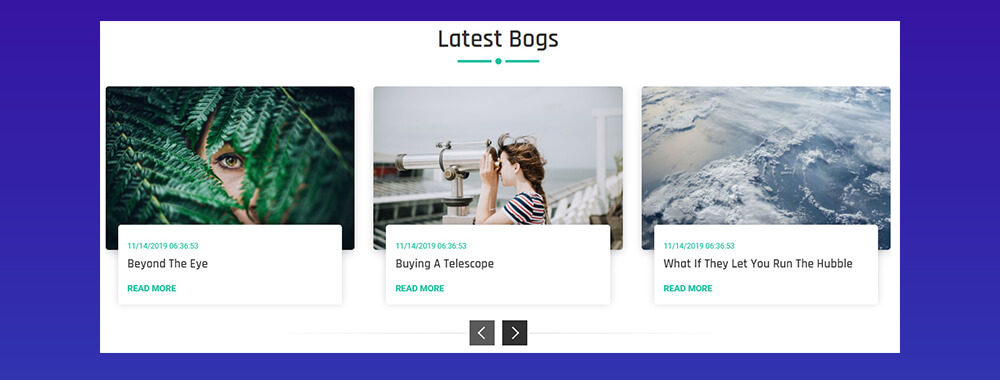 Latest Bogs
11/14/2019 06:36:53
Beyond The Eye
READ MORE
11/14/2019 06:36:53
Buying A Telescope
READ MORE
11/14/2019 06:36:53
What If They Let You Run The Hubble
READ MORE